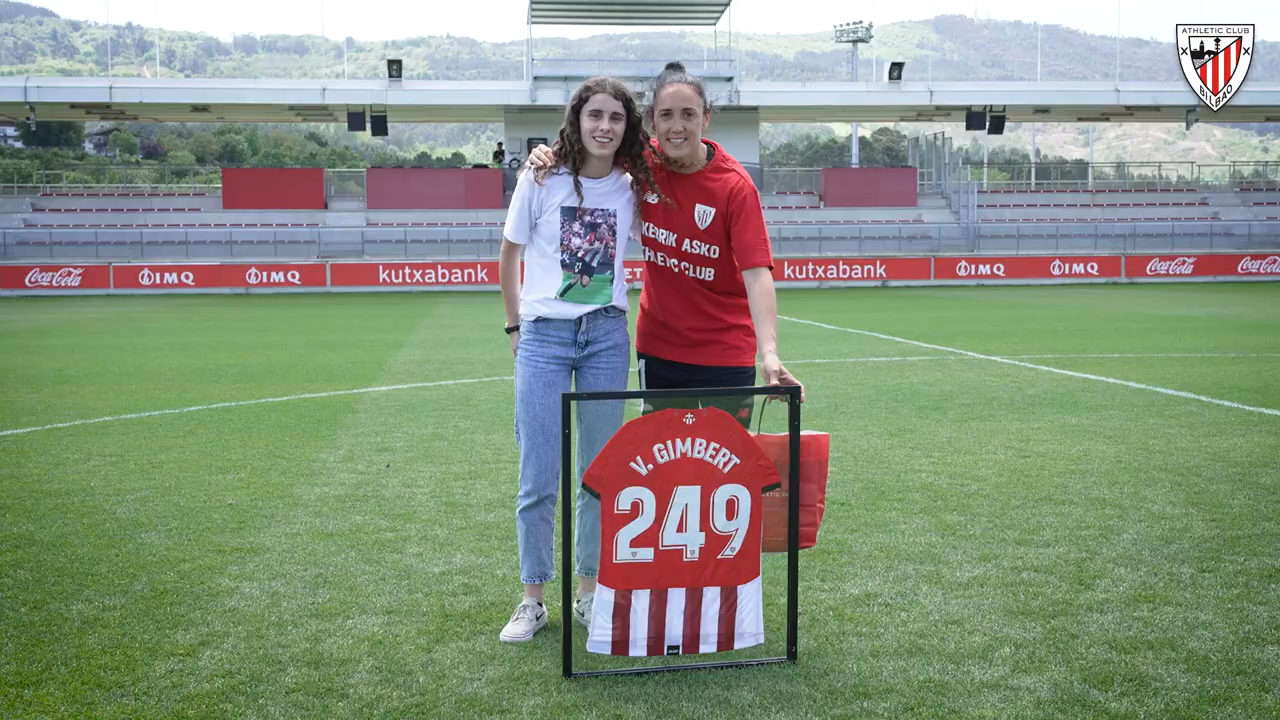 ATHLETIC CLUB
BILBAO
KERRIK ASKO
ATHLETIC CLUB
Coca-Cola
IMQ
IMQ
kutxabank
kutxabank
IMQ
IMQ
Coca-Cola
Coca-Cola
V. GIMBERT
249